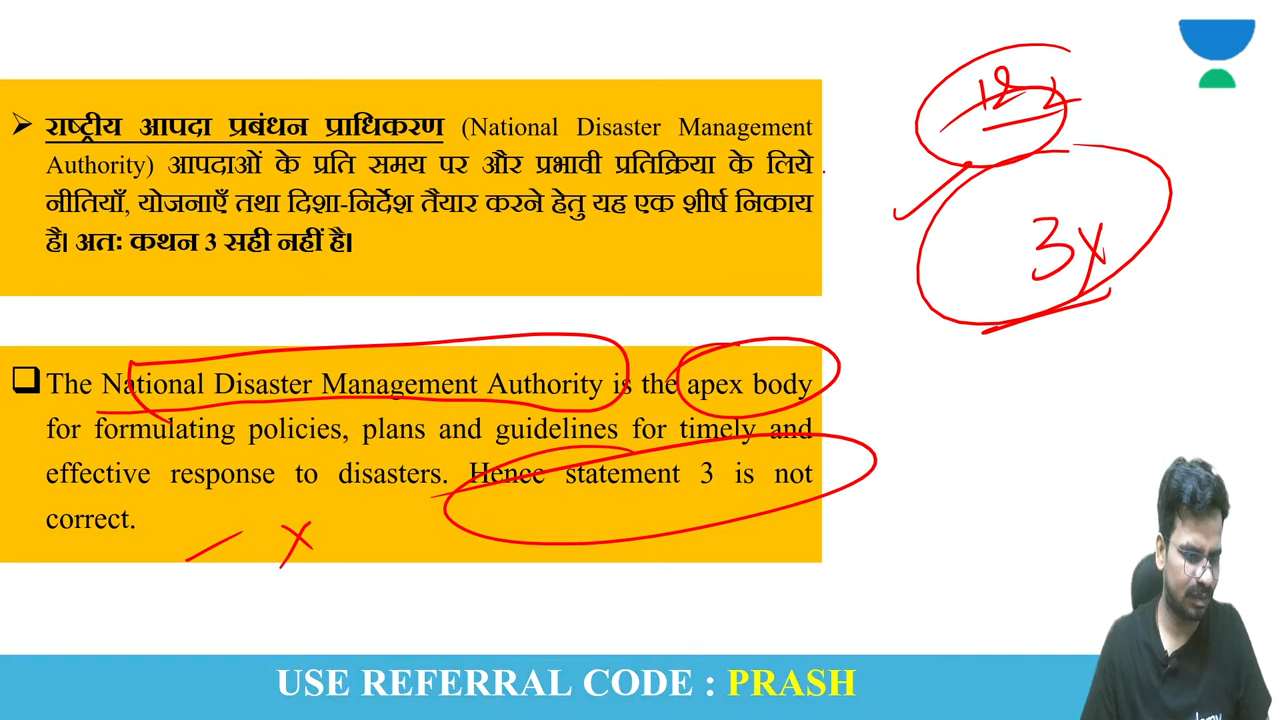 राष्ट्रीय आपदा प्रबंधन प्राधिकरण (National Disaster Management
Authority) आपदाओं के प्रति समय पर और प्रभावी प्रतिक्रिया के लिये
नीतियाँ, योजनाएँ तथा दिशा-निर्देश तैयार करने हेतु यह एक शीर्ष निकाय
है। अतः कथन 3 सही नहीं है।
3x
The National Disaster Management Authority is the apex body
for formulating policies, plans and guidelines for timely and
effective response to disasters. Hence statement 3 is not
correct.
USE REFERRAL CODE : PRASH